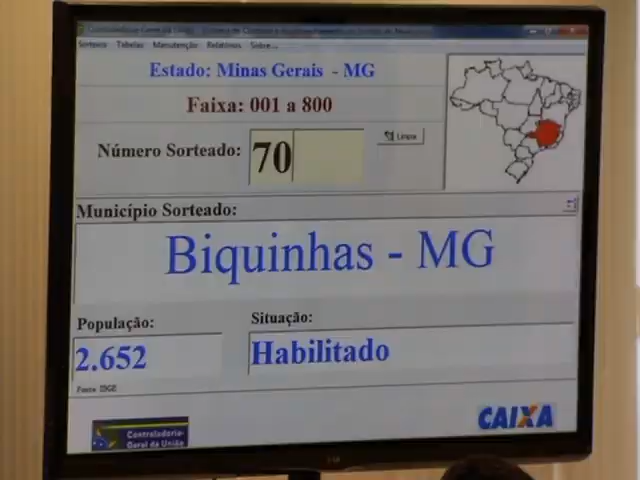 Sorteios Tabelas Manutenção Relatórios Sobre...
Estado: Minas Gerais - MG
Faixa: 001 a 800
Número Sorteado: 70 Limpa
Município Sorteado:
Biquinhas - MG
População: Situação:
2.652 Habilitado
Fonte: IBGE
Controladoria-
Geral da União
CAIXA